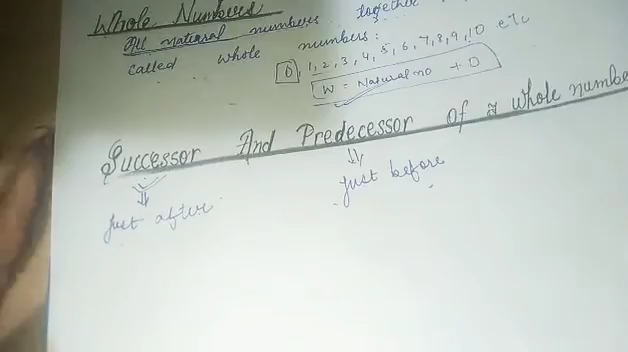 Whole Numbers
All natural numbers together
called whole numbers:
0, 1, 2, 3, 4, 5, 6, 7, 8, 9, 10 etc
W = Natural no + 0
Successor And Predecessor Of a whole number
Just after
Just before